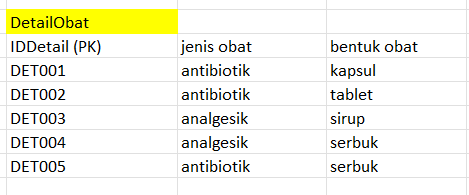 DetailObat
IDDetail (PK) jenis obat bentuk obat
DET001 antibiotik kapsul
DET002 antibiotik tablet
DET003 analgesik sirup
DET004 analgesik serbuk
DET005 antibiotik serbuk